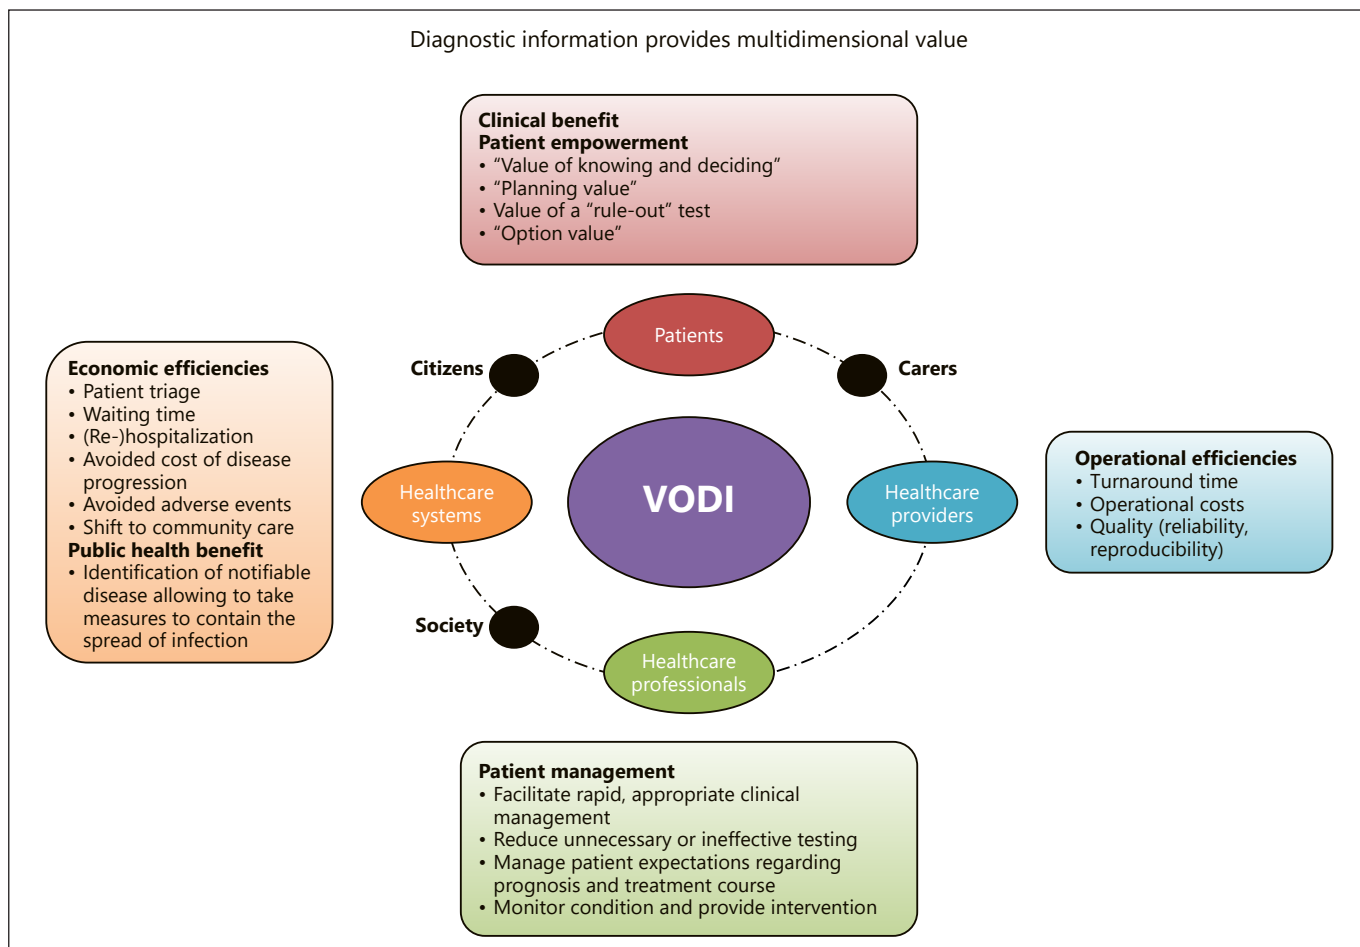 Diagnostic information provides multidimensional value
Clinical benefit
Patient empowerment
• “Value of knowing and deciding“
• “Planning value”
• Value of a “rule-out” test
• “Option value”
Patients
Citizens
Carers
Economic efficiencies
• Patient triage
• Waiting time
• (Re-)hospitalization
• Avoided cost of disease
progression
• Avoided adverse events
• Shift to community care
Public health benefit
• Identification of notifiable
disease allowing to take
measures to contain the
spread of infection
Healthcare
systems
VODI
Healthcare
providers
Operational efficiencies
• Turnaround time
• Operational costs
• Quality (reliability,
reproducibility)
Society
Healthcare
professionals
Patient management
• Facilitate rapid, appropriate clinical
management
• Reduce unnecessary or ineffective testing
• Manage patient expectations regarding
prognosis and treatment course
• Monitor condition and provide intervention